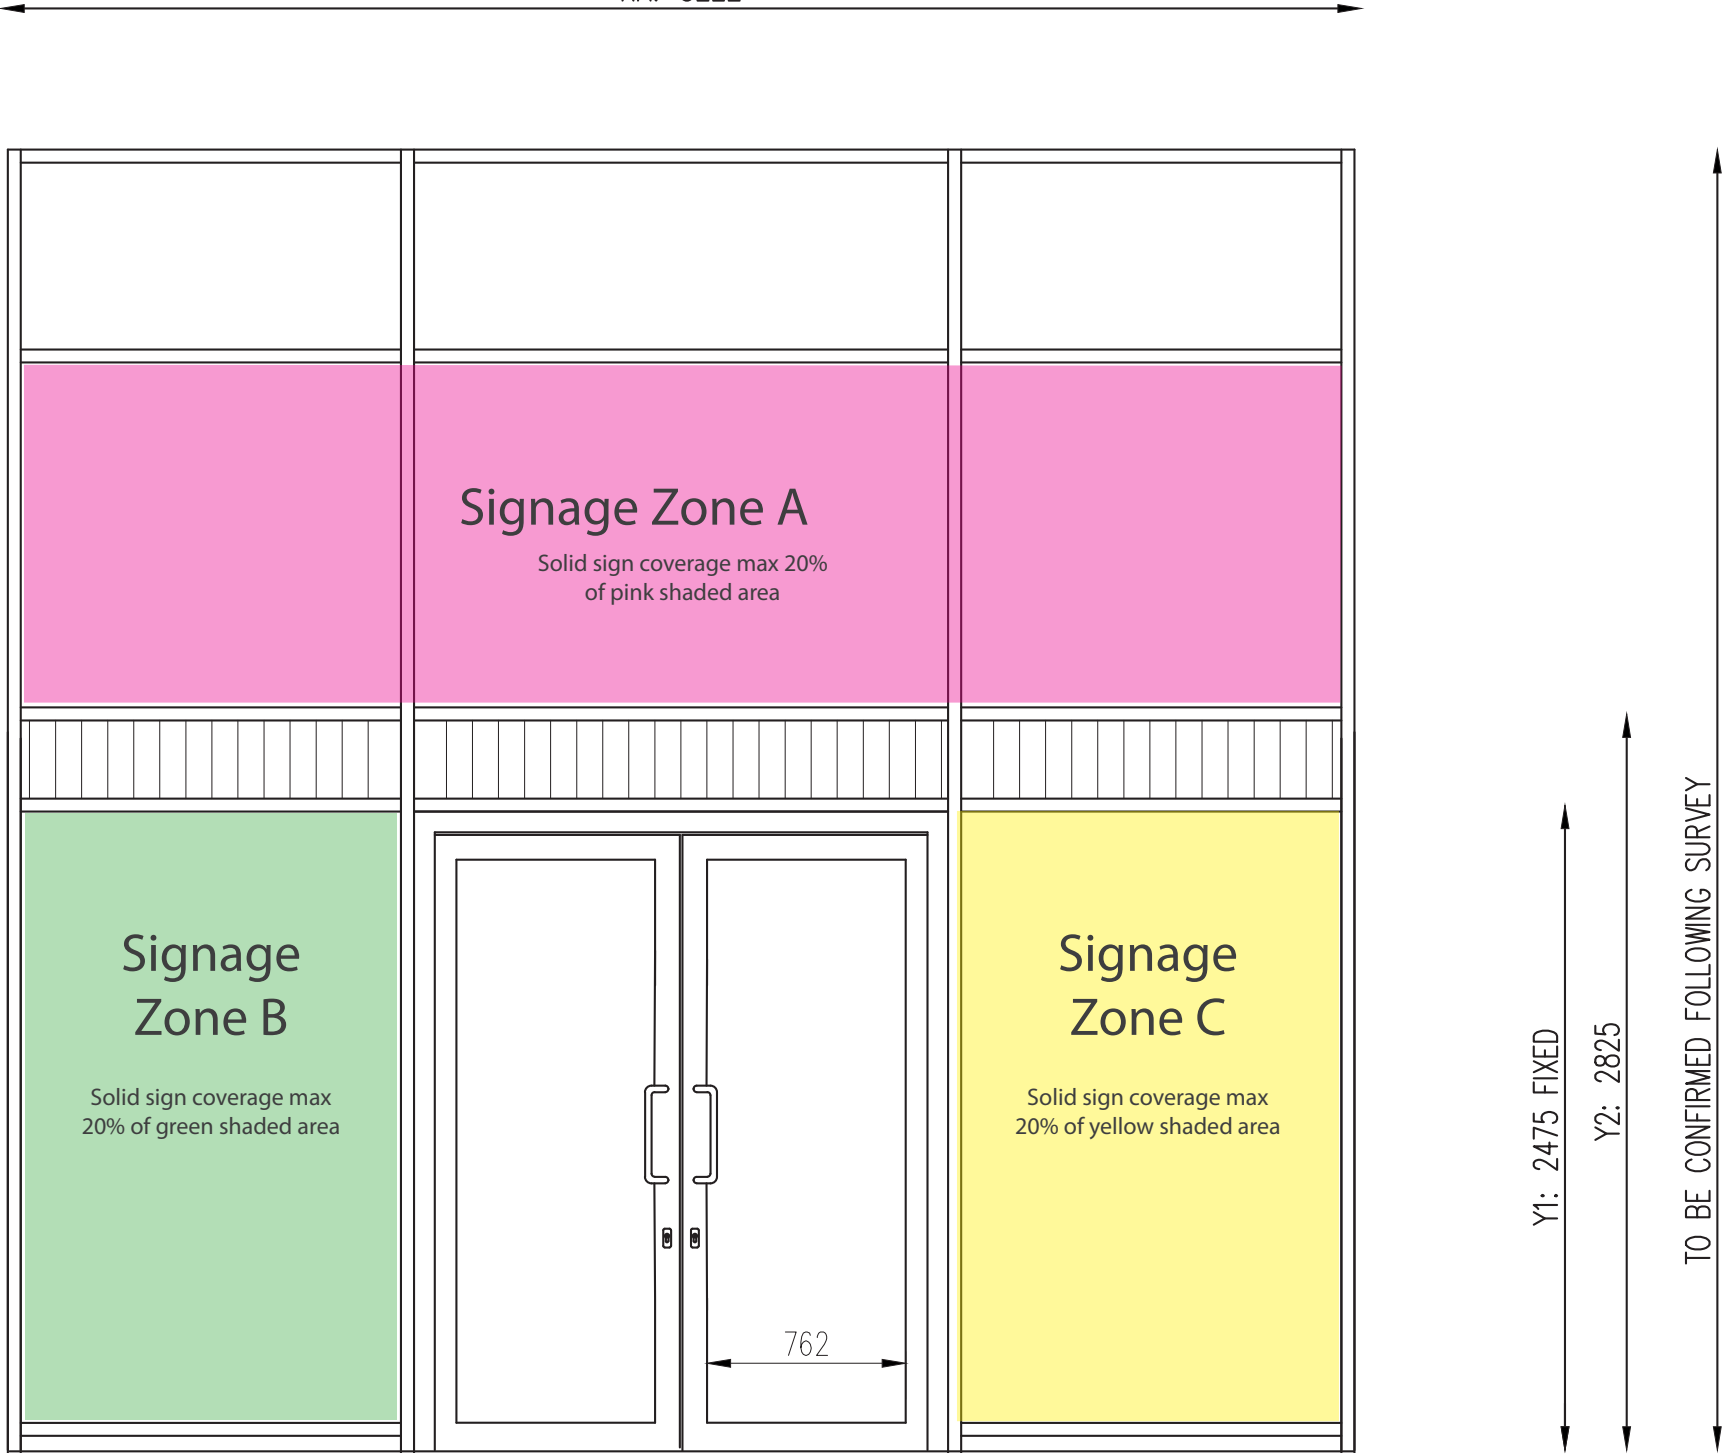 Signage Zone A
Solid sign coverage max 20%
of pink shaded area
Signage
Zone B
Solid sign coverage max
20% of green shaded area
Signage
Zone C
Solid sign coverage max
20% of yellow shaded area
762
Y1: 2475 FIXED
Y2: 2825
TO BE CONFIRMED FOLLOWING SURVEY